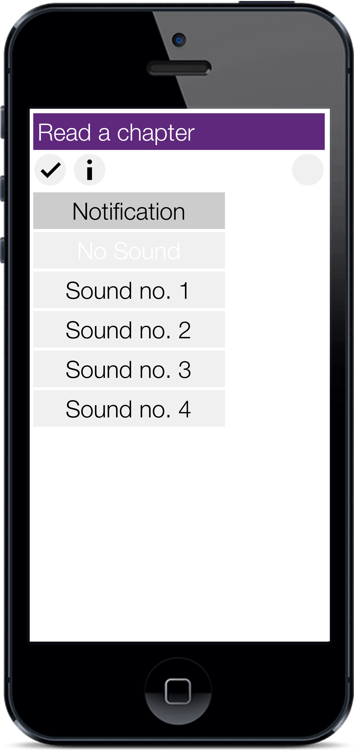 Read a chapter
Notification
No Sound
Sound no. 1
Sound no. 2
Sound no. 3
Sound no. 4